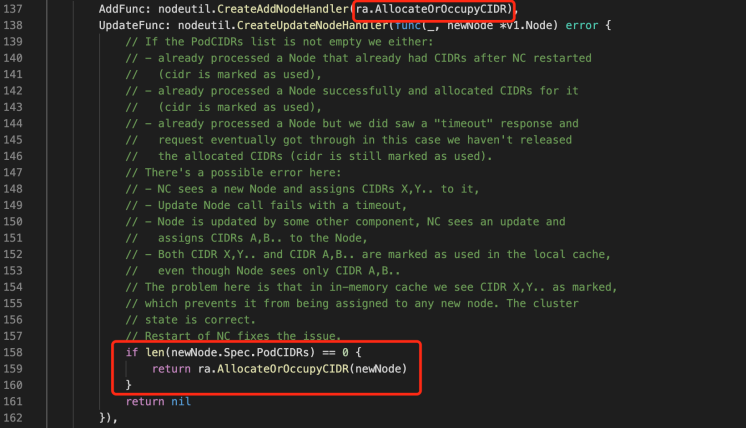 137 AddFunc: nodeutil.CreateAddNodeHandler(ra.AllocateOrOccupyCIDR),
138 UpdateFunc: nodeutil.CreateUpdateNodeHandler(func(_, newNode *v1.Node) error {
139 // If the PodCIDRs list is not empty we either:
140 // - already processed a Node that already had CIDRs after NC restarted
141 //   (cidr is marked as used),
142 // - already processed a Node successfully and allocated CIDRs for it
143 //   (cidr is marked as used),
144 // - already processed a Node but we did saw a "timeout" response and
145 //   request eventually got through in this case we haven't released
146 //   the allocated CIDRs (cidr is still marked as used).
147 // There's a possible error here:
148 // - NC sees a new Node and assigns CIDRs X,Y.. to it,
149 // - Update Node call fails with a timeout,
150 // - Node is updated by some other component, NC sees an update and
151 //   assigns CIDRs A,B.. to the Node,
152 // - Both CIDR X,Y.. and CIDR A,B.. are marked as used in the local cache,
153 //   even though Node sees only CIDR A,B..
154 // The problem here is that in in-memory cache we see CIDR X,Y.. as marked,
155 // which prevents it from being assigned to any new node. The cluster
156 // state is correct.
157 // Restart of NC fixes the issue.
158 if len(newNode.Spec.PodCIDRs) == 0 {
159 return ra.AllocateOrOccupyCIDR(newNode)
160 }
161 return nil
162 }),